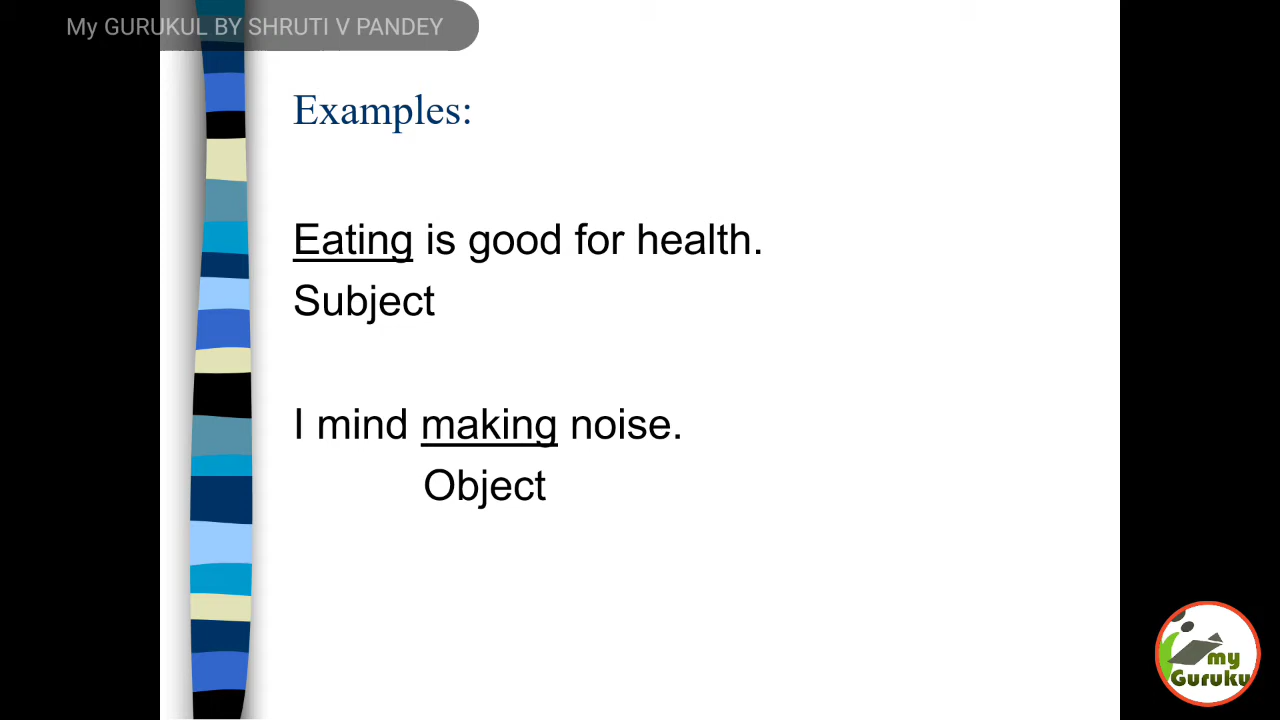 My GURUKUL BY SHRUTI V PANDEY
Examples:
Eating is good for health.
Subject
I mind making noise.
Object
my
Guruku